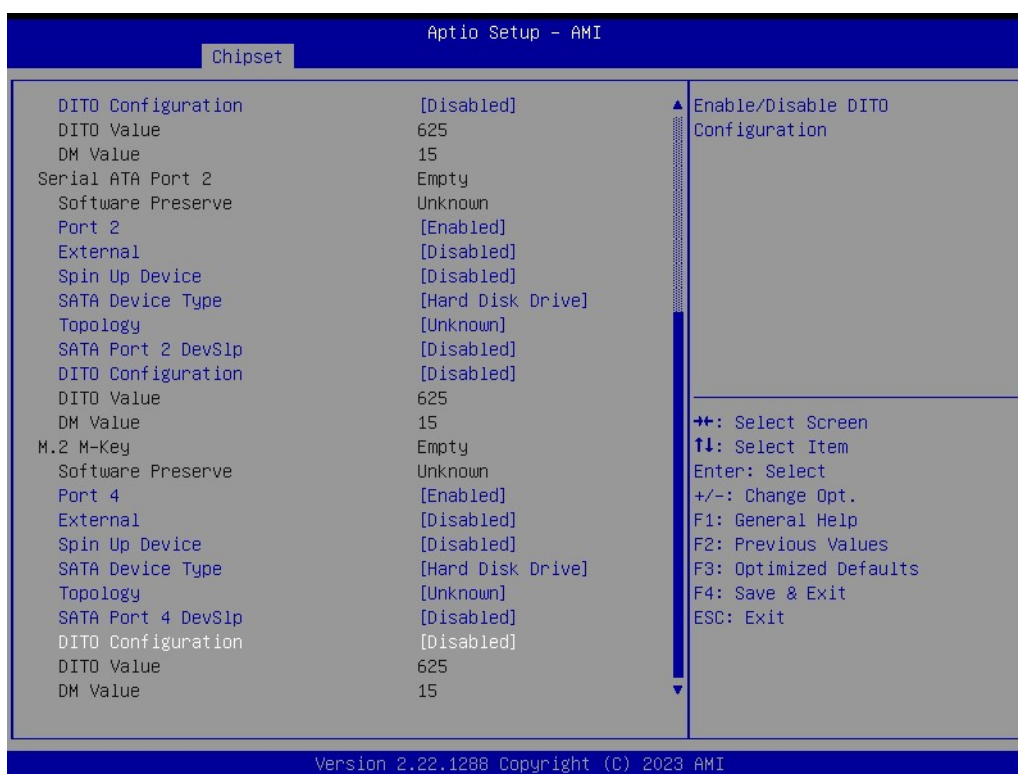 Aptio Setup – AMI
Chipset
DITO Configuration [Disabled]
DITO Value 625
DM Value 15
Serial ATA Port 2 Empty
Software Preserve Unknown
Port 2 [Enabled]
External [Disabled]
Spin Up Device [Disabled]
SATA Device Type [Hard Disk Drive]
Topology [Unknown]
SATA Port 2 DevSlp [Disabled]
DITO Configuration [Disabled]
DITO Value 625
DM Value 15
M.2 M-Key Empty
Software Preserve Unknown
Port 4 [Enabled]
External [Disabled]
Spin Up Device [Disabled]
SATA Device Type [Hard Disk Drive]
Topology [Unknown]
SATA Port 4 DevSlp [Disabled]
DITO Configuration [Disabled]
DITO Value 625
DM Value 15
Enable/Disable DITO
Configuration
→←: Select Screen
↑↓: Select Item
Enter: Select
+/-: Change Opt.
F1: General Help
F2: Previous Values
F3: Optimized Defaults
F4: Save & Exit
ESC: Exit
Version 2.22.1288 Copyright (C) 2023 AMI